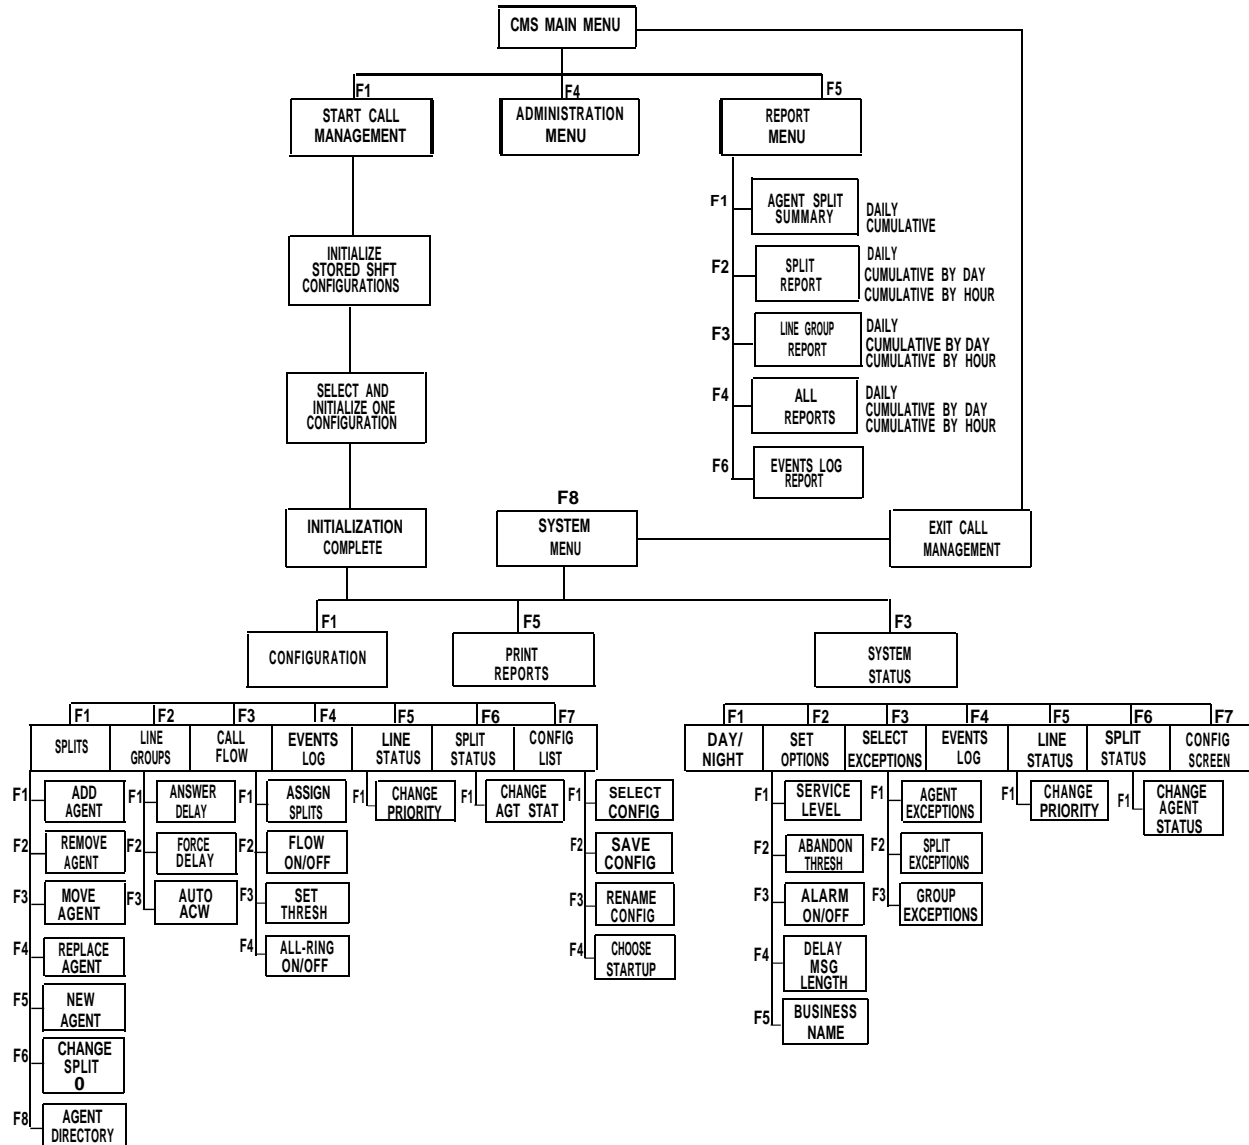 CMS MAIN MENU
F1
F4
F5
START CALL
MANAGEMENT
ADMINISTRATION
MENU
REPORT
MENU
F1
AGENT SPLIT
SUMMARY
DAILY
CUMULATIVE
INITIALIZE
STORED SHFT
CONFIGURATIONS
F2
SPLIT
REPORT
DAILY
CUMULATIVE BY DAY
CUMULATIVE BY HOUR
F3
LINE GROUP
REPORT
DAILY
CUMULATIVE BY DAY
CUMULATIVE BY HOUR
SELECT AND
INITIALIZE ONE
CONFIGURATION
F4
ALL
REPORTS
DAILY
CUMULATIVE BY DAY
CUMULATIVE BY HOUR
F6
EVENTS LOG
REPORT
INITIALIZATION
COMPLETE
F8
SYSTEM
MENU
EXIT CALL
MANAGEMENT
F1
F5
F3
CONFIGURATION
PRINT
REPORTS
SYSTEM
STATUS
F1
F2
F3
F4
F5
F6
F7
SPLITS
LINE
GROUPS
CALL
FLOW
EVENTS
LOG
LINE
STATUS
SPLIT
STATUS
CONFIG
LIST
F1
ADD
AGENT
F2
REMOVE
AGENT
F3
MOVE
AGENT
F4
REPLACE
AGENT
F5
NEW
AGENT
F6
CHANGE
SPLIT
0
F8
AGENT
DIRECTORY
F1
ANSWER
DELAY
F2
FORCE
DELAY
F3
AUTO
ACW
F1
ASSIGN
SPLITS
F2
FLOW
ON/OFF
F3
SET
THRESH
F4
ALL-RING
ON/OFF
F1
CHANGE
PRIORITY
F1
CHANGE
AGT STAT
F1
SELECT
CONFIG
F2
SAVE
CONFIG
F3
RENAME
CONFIG
F4
CHOOSE
STARTUP
F1
F2
F3
F4
F5
F6
F7
DAY/
NIGHT
SET
OPTIONS
SELECT
EXCEPTIONS
EVENTS
LOG
LINE
STATUS
SPLIT
STATUS
CONFIG
SCREEN
F1
SERVICE
LEVEL
F2
ABANDON
THRESH
F3
ALARM
ON/OFF
F4
DELAY
MSG
LENGTH
F5
BUSINESS
NAME
F1
AGENT
EXCEPTIONS
F2
SPLIT
EXCEPTIONS
F3
GROUP
EXCEPTIONS
F1
CHANGE
PRIORITY
F1
CHANGE
AGENT
STATUS